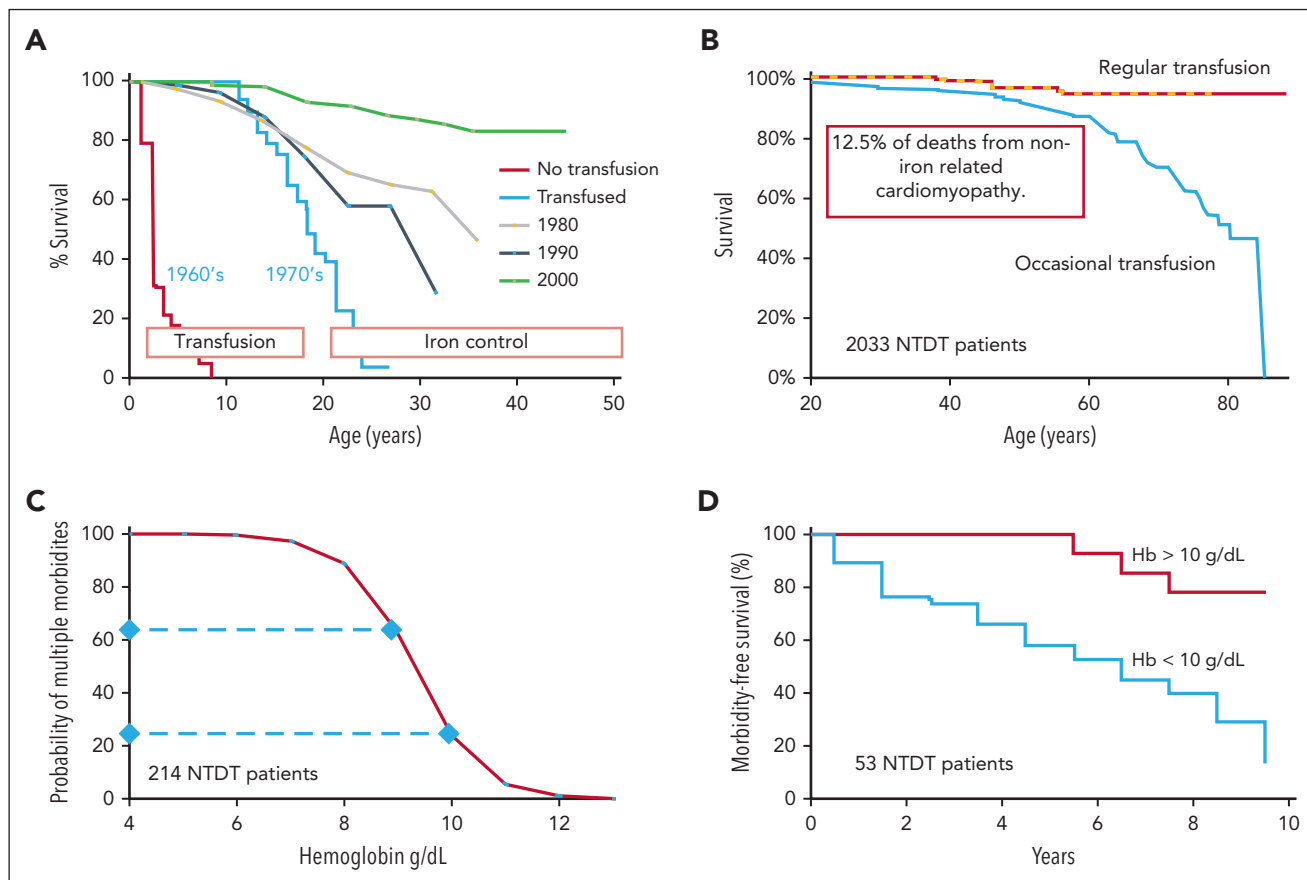 A
100
80
60
40
20
0
% Survival
No transfusion
Transfused
1980
1990
2000
1960's
1970's
Transfusion
Iron control
0
10
20
30
40
50
Age (years)
B
100%
80%
60%
40%
20%
0%
Survival
Regular transfusion
12.5% of deaths from non-
iron related
cardiomyopathy.
Occasional transfusion
2033 NTDT patients
20
40
60
80
Age (years)
C
100
80
60
40
20
0
Probability of multiple morbidites
214 NTDT patients
4
6
8
10
12
Hemoglobin g/dL
D
100
80
60
40
20
0
Morbidity-free survival (%)
Hb > 10 g/dL
Hb < 10 g/dL
53 NTDT patients
0
2
4
6
8
10
Years